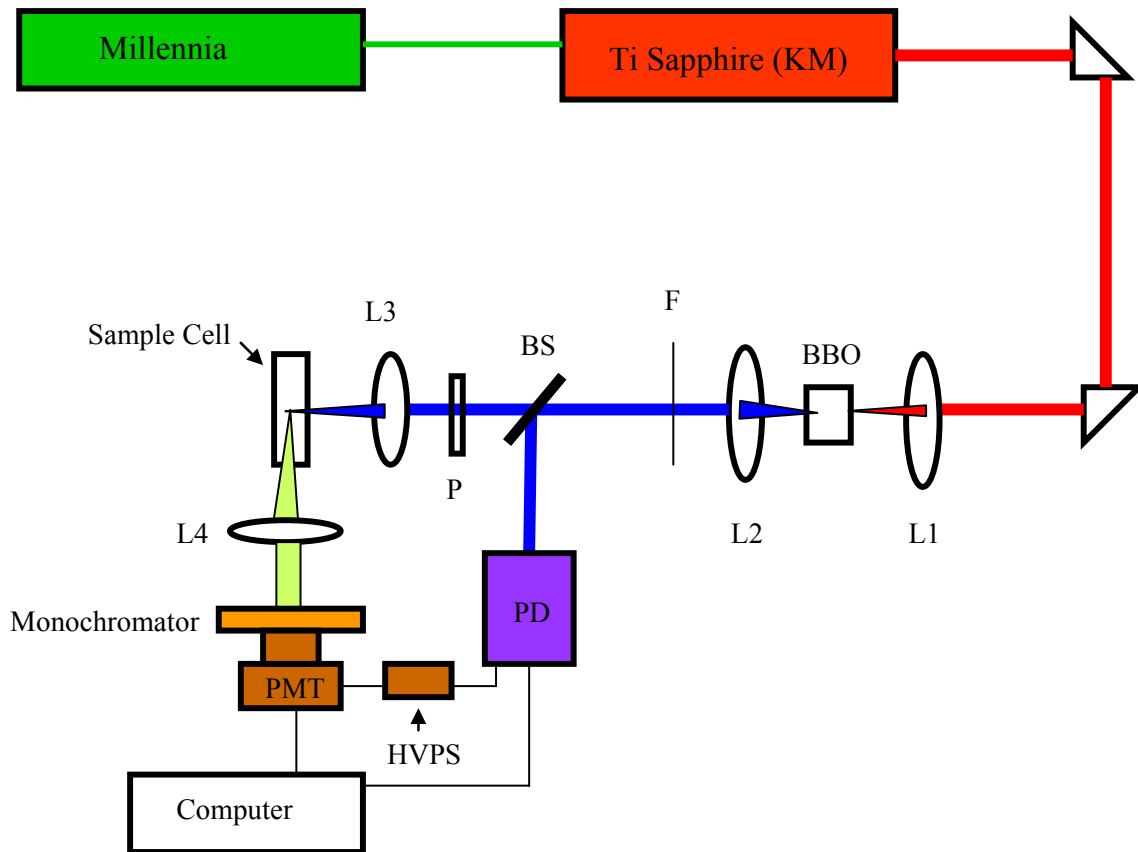 Millennia
Ti Sapphire (KM)
Sample Cell
L3
BS
F
BBO
P
L4
L2
L1
Monochromator
PD
PMT
HVPS
Computer